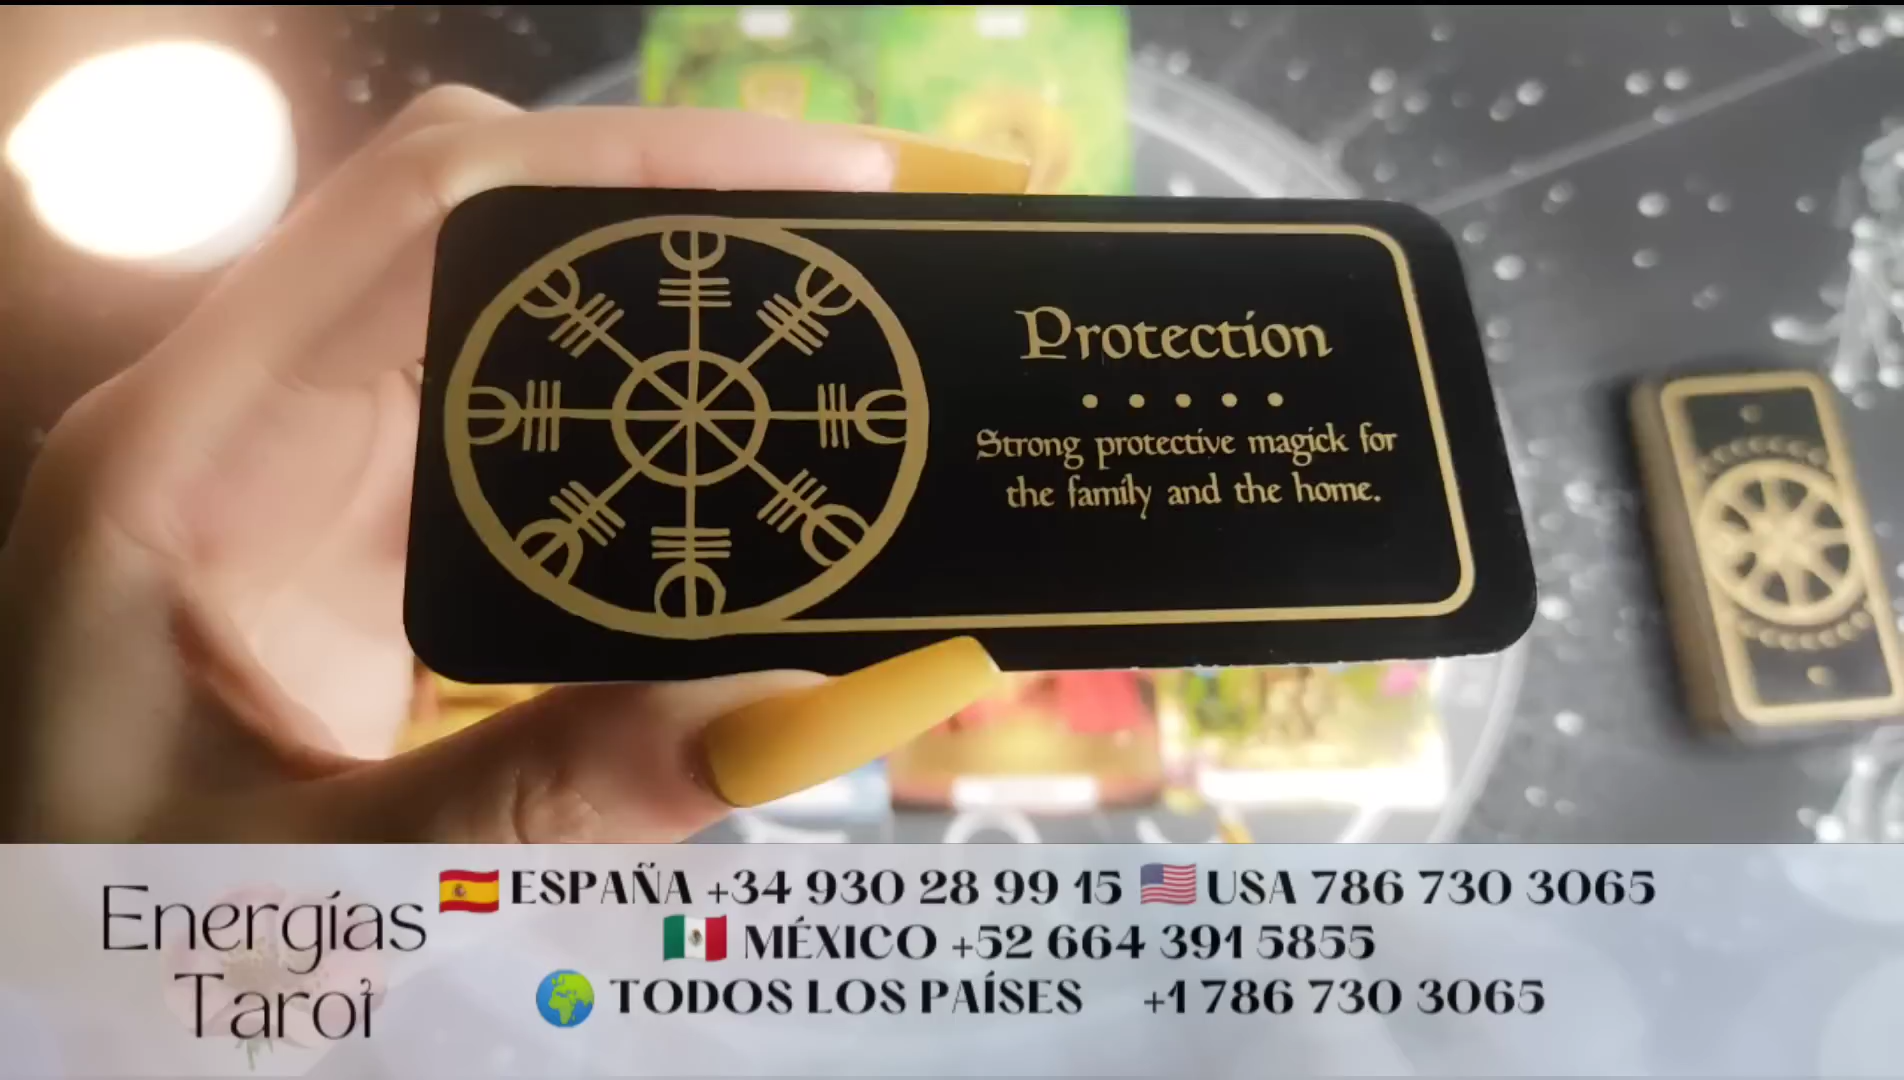 Protection
Strong protective magick for
the family and the home.
Energías
Tarot
ESPAÑA +34 930 28 99 15 USA 786 730 3065
MÉXICO +52 664 391 5855
TODOS LOS PAÍSES +1 786 730 3065